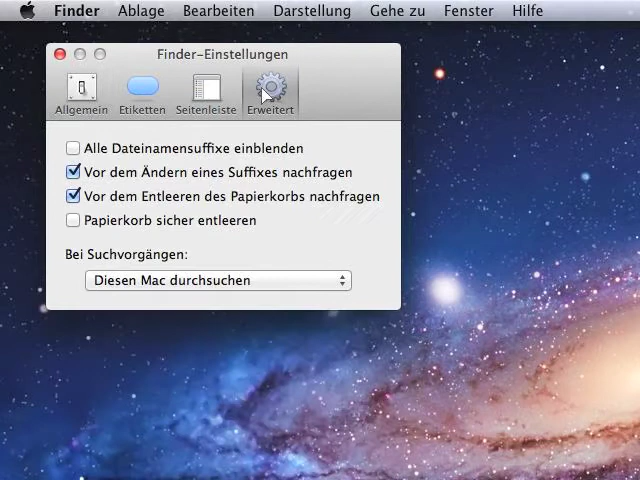 Finder Ablage Bearbeiten Darstellung Gehe zu Fenster Hilfe
Finder-Einstellungen
Allgemein Etiketten Seitenleiste Erweitert
Alle Dateinamensuffixe einblenden
Vor dem Ändern eines Suffixes nachfragen
Vor dem Entleeren des Papierkorbs nachfragen
Papierkorb sicher entleeren
Bei Suchvorgängen:
Diesen Mac durchsuchen